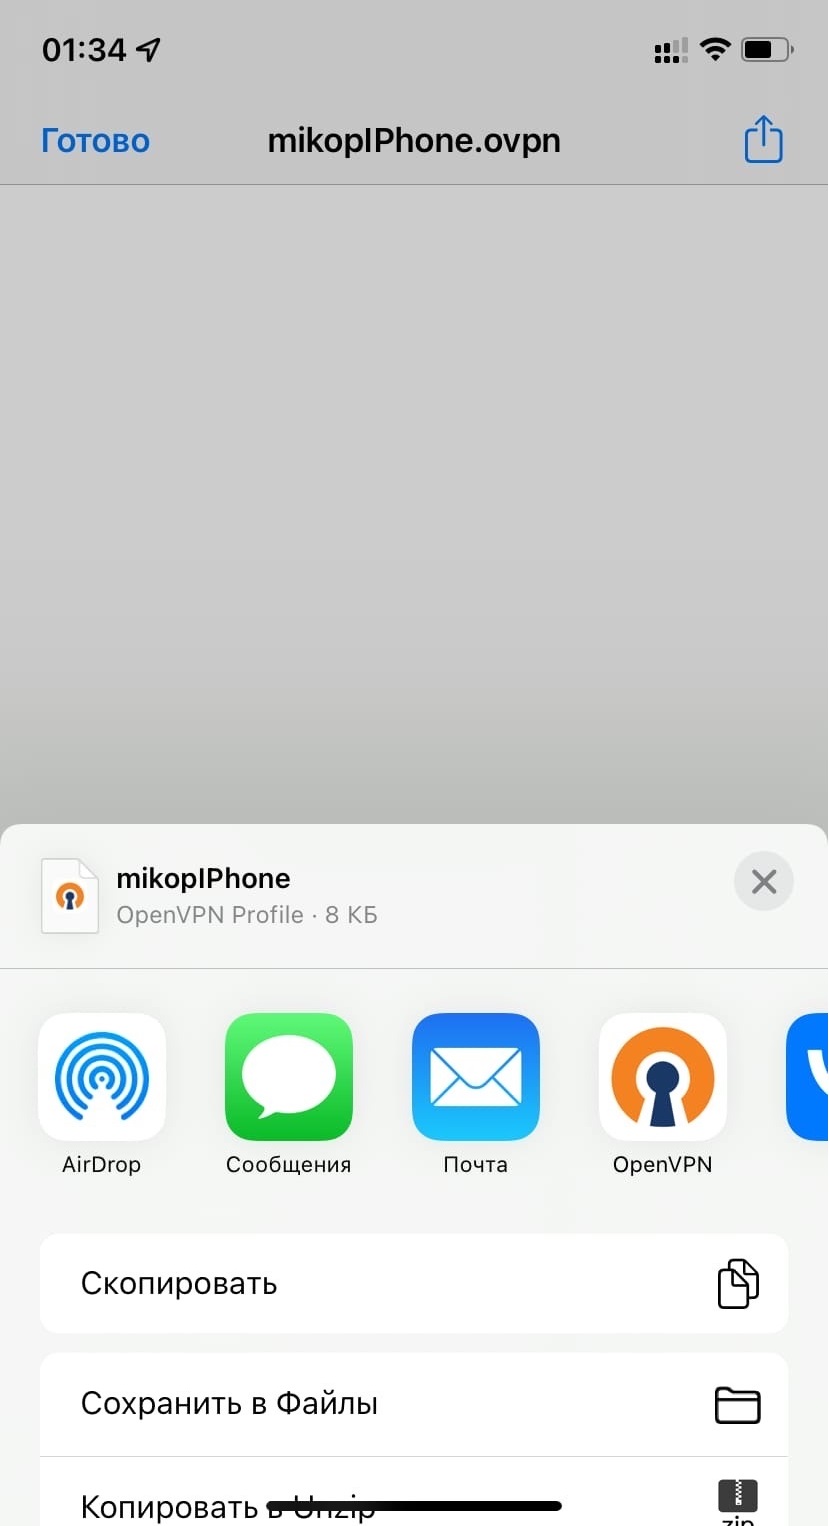 01:34
Готово mikopIPhone.ovpn
mikopIPhone
OpenVPN Profile · 8 КБ
AirDrop Сообщения Почта OpenVPN
Скопировать
Сохранить в Файлы
Копировать в Unzip
zip